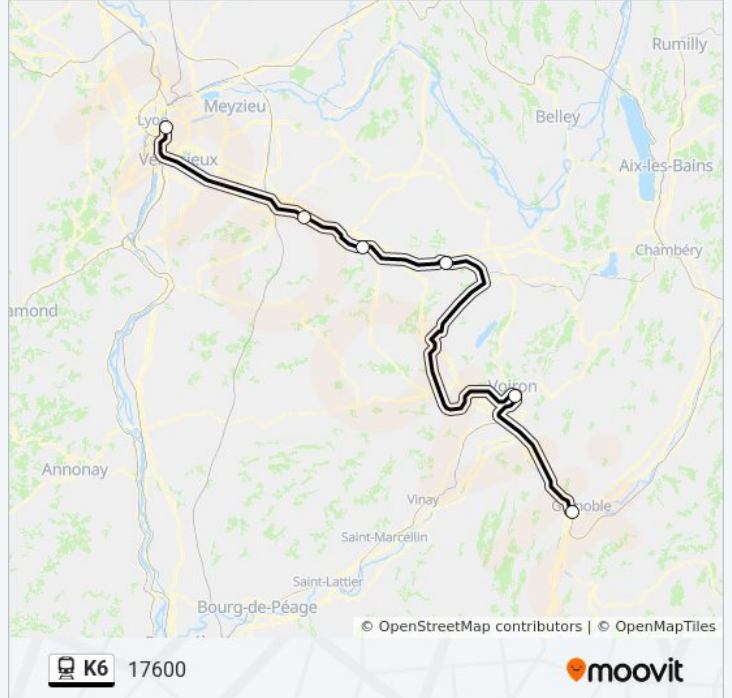 Rumilly
Meyzieu
Lyon
Belley
Vénissieux
Aix-les-Bains
Chambéry
amond
Voiron
Annonay
Vinay
Grenoble
Saint-Marcellin
Saint-Lattier
Bourg-de-Péage
© OpenStreetMap contributors | © OpenMapTiles
K6 17600 moovit